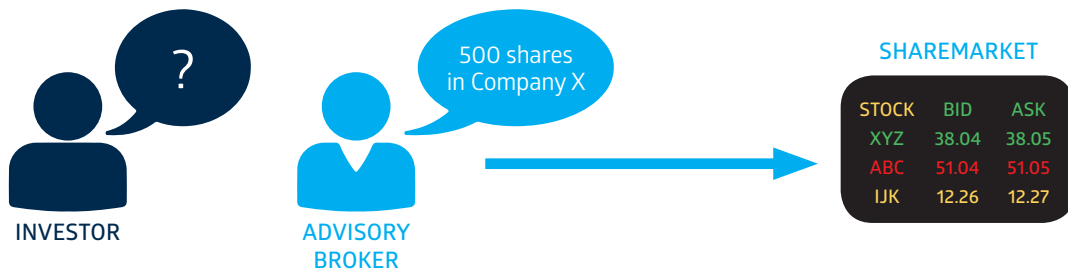 ?
500 shares
in Company X
INVESTOR
ADVISORY
BROKER
SHAREMARKET
STOCK BID ASK
XYZ 38.04 38.05
ABC 51.04 51.05
IJK 12.26 12.27